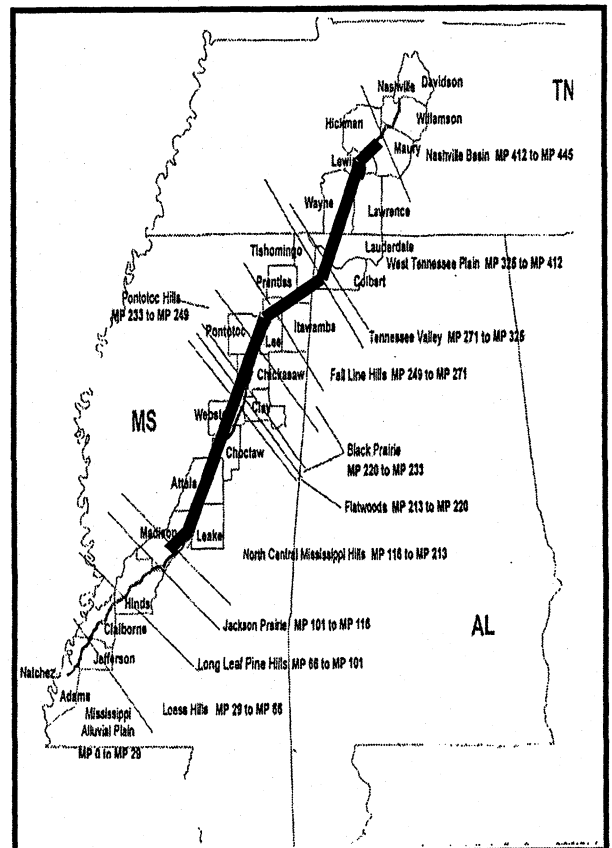 Davidson
Nashville
TN
Williamson
Hickman
Maury
Nashville Basin MP 412 to MP 445
Lewis
Wayne
Lawrence
Tishomingo
Lauderdale
West Tennessee Plain MP 325 to MP 412
Colbert
Prentiss
Pontotoc Hills
MP 233 to MP 249
Itawamba
Pontotoc
Lee
Tennessee Valley MP 271 to MP 325
Chickasaw
Fall Line Hills MP 249 to MP 271
MS
Webst
Clay
Choctaw
Black Prairie
MP 220 to MP 233
Attala
Flatwoods MP 213 to MP 220
Madison
Leake
North Central Mississippi Hills MP 116 to MP 213
Hinds
Jackson Prairie MP 101 to MP 116
AL
Claiborne
Jefferson
Long Leaf Pine Hills MP 66 to MP 101
Natchez
Adams
Mississippi
Alluvial Plain
MP 0 to MP 29
Loess Hills MP 29 to MP 66